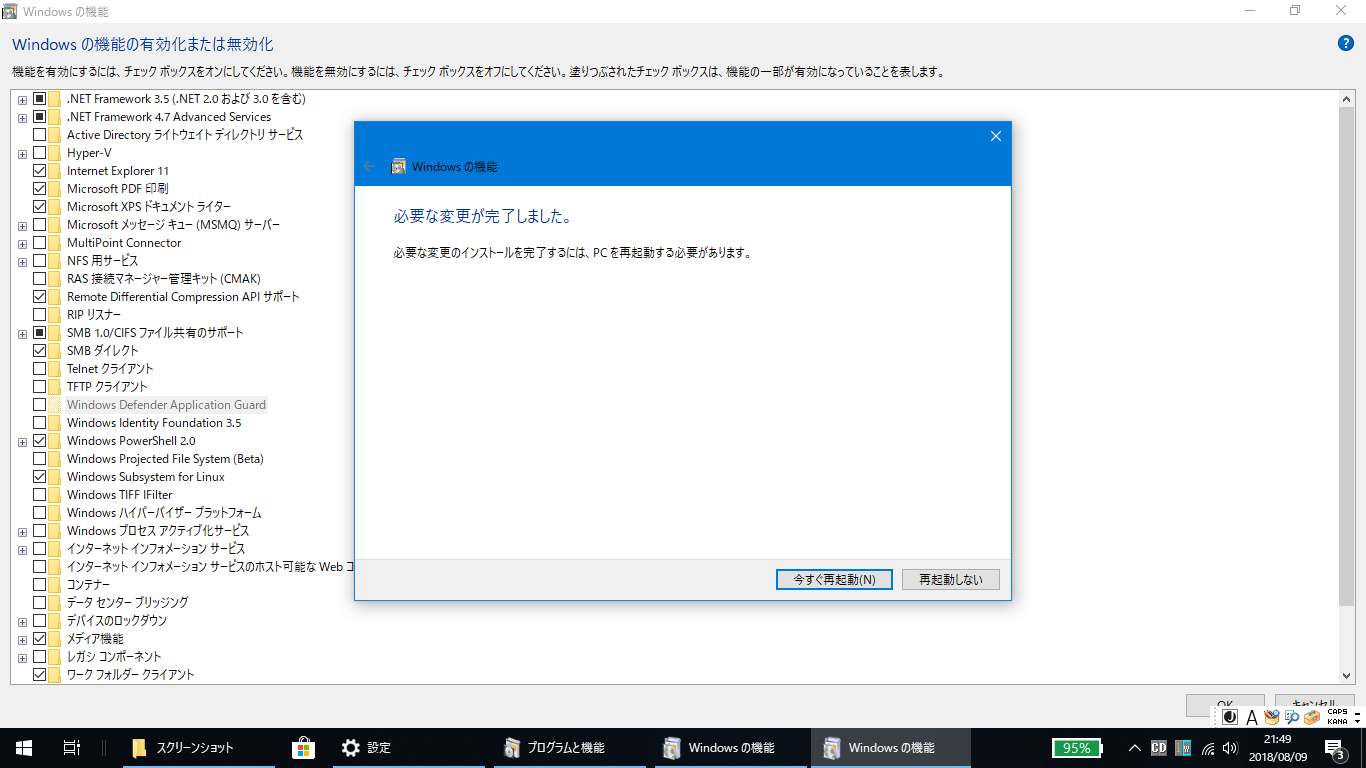 Windows の機能
Windows の機能の有効化または無効化
機能を有効にするには、チェック ボックスをオンにしてください。機能を無効にするには、チェック ボックスをオフにしてください。塗りつぶされたチェック ボックスは、機能の一部が有効になっていることを表します。
.NET Framework 3.5 (.NET 2.0 および 3.0 を含む)
.NET Framework 4.7 Advanced Services
Active Directory ライトウェイト ディレクトリ サービス
Hyper-V
Internet Explorer 11
Microsoft PDF 印刷
Microsoft XPS ドキュメント ライター
Microsoft メッセージ キュー (MSMQ) サーバー
MultiPoint Connector
NFS 用サービス
RAS 接続マネージャー管理キット (CMAK)
Remote Differential Compression API サポート
RIP リスナー
SMB 1.0/CIFS ファイル共有のサポート
SMB ダイレクト
Telnet クライアント
TFTP クライアント
Windows Defender Application Guard
Windows Identity Foundation 3.5
Windows PowerShell 2.0
Windows Projected File System (Beta)
Windows Subsystem for Linux
Windows TIFF IFilter
Windows ハイパーバイザー プラットフォーム
Windows プロセス アクティブ化サービス
インターネット インフォメーション サービス
インターネット インフォメーション サービスのホスト可能な Web コ
コンテナー
データ センター ブリッジング
デバイスのロックダウン
メディア機能
レガシ コンポーネント
ワーク フォルダー クライアント
Windows の機能
必要な変更が完了しました。
必要な変更のインストールを完了するには、PC を再起動する必要があります。
今すぐ再起動(N)
再起動しない
OK
キャンセル
A
CAPS
KANA
スクリーンショット
設定
プログラムと機能
Windows の機能
Windows の機能
95%
CD
21:49
2018/08/09
3